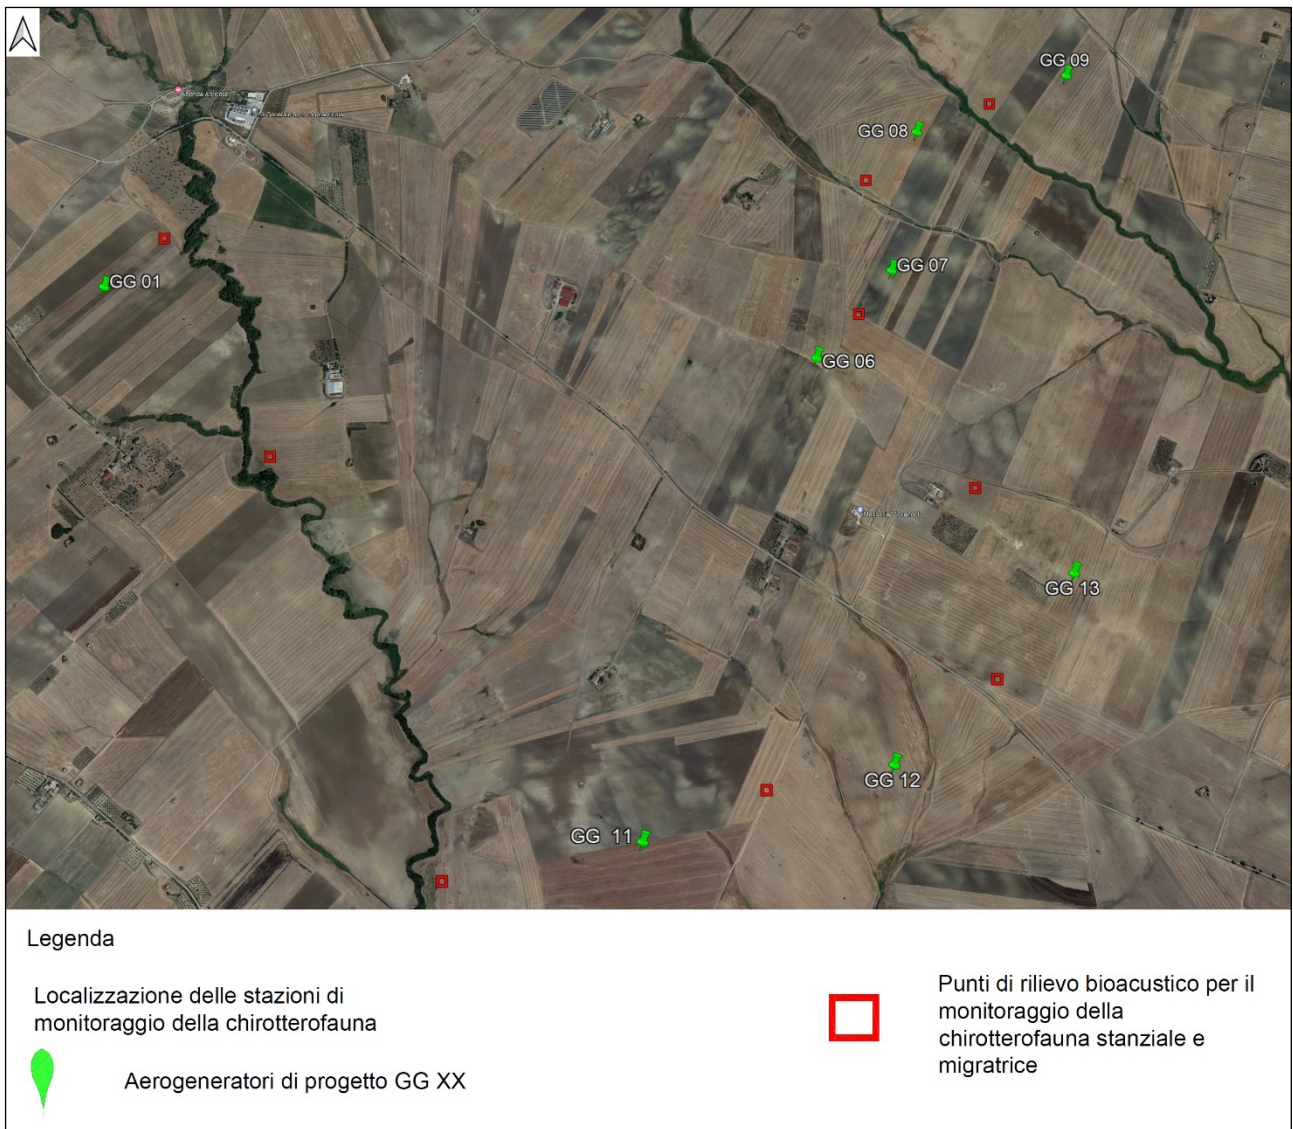 GG 09
GG 08
GG 01
GG 07
GG 06
GG 13
GG 12
GG 11
Legenda
Localizzazione delle stazioni di
monitoraggio della chirotterofauna
Aerogeneratori di progetto GG XX
Punti di rilievo bioacustico per il
monitoraggio della
chirotterofauna stanziale e
migratrice